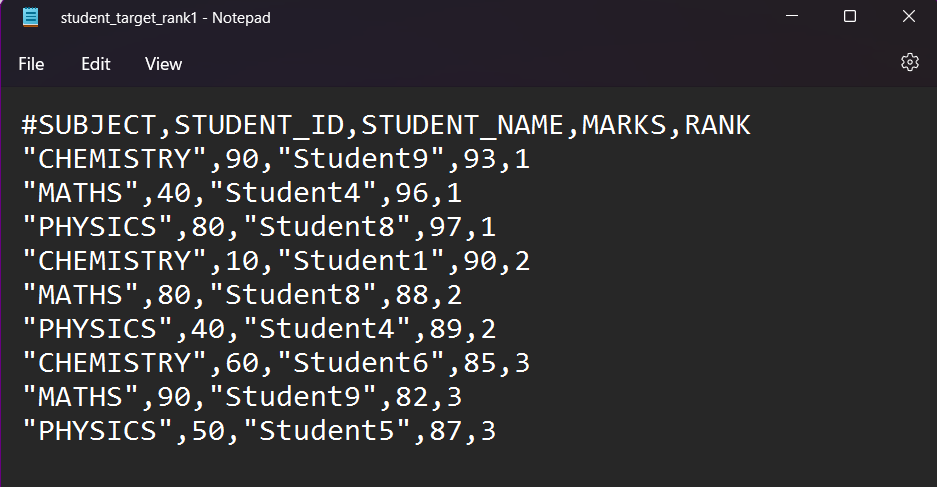 student_target_rank1 - Notepad
File Edit View
#SUBJECT,STUDENT_ID,STUDENT_NAME,MARKS,RANK
"CHEMISTRY",90,"Student9",93,1
"MATHS",40,"Student4",96,1
"PHYSICS",80,"Student8",97,1
"CHEMISTRY",10,"Student1",90,2
"MATHS",80,"Student8",88,2
"PHYSICS",40,"Student4",89,2
"CHEMISTRY",60,"Student6",85,3
"MATHS",90,"Student9",82,3
"PHYSICS",50,"Student5",87,3